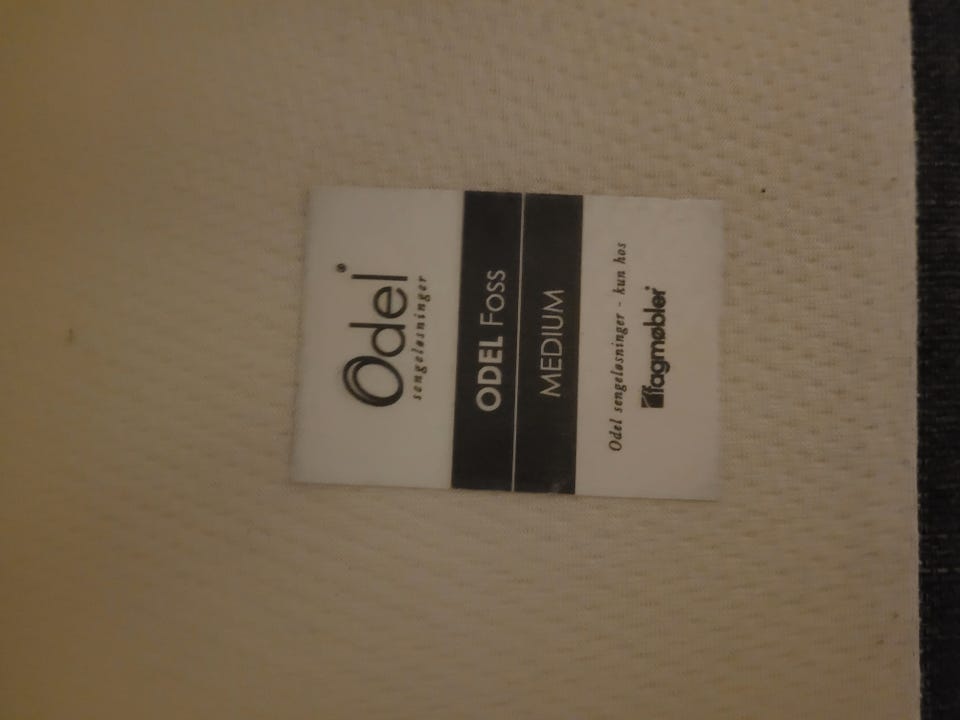 Odel®
sengeløsninger
ODEL FOSS
MEDIUM
Odel sengeløsninger - kun hos
fagmøbler